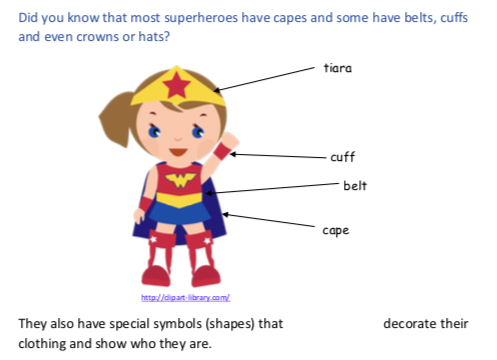 Did you know that most superheroes have capes and some have belts, cuffs
and even crowns or hats?
tiara
cuff
belt
cape
http://clipart-library.com/
They also have special symbols (shapes) that decorate their
clothing and show who they are.